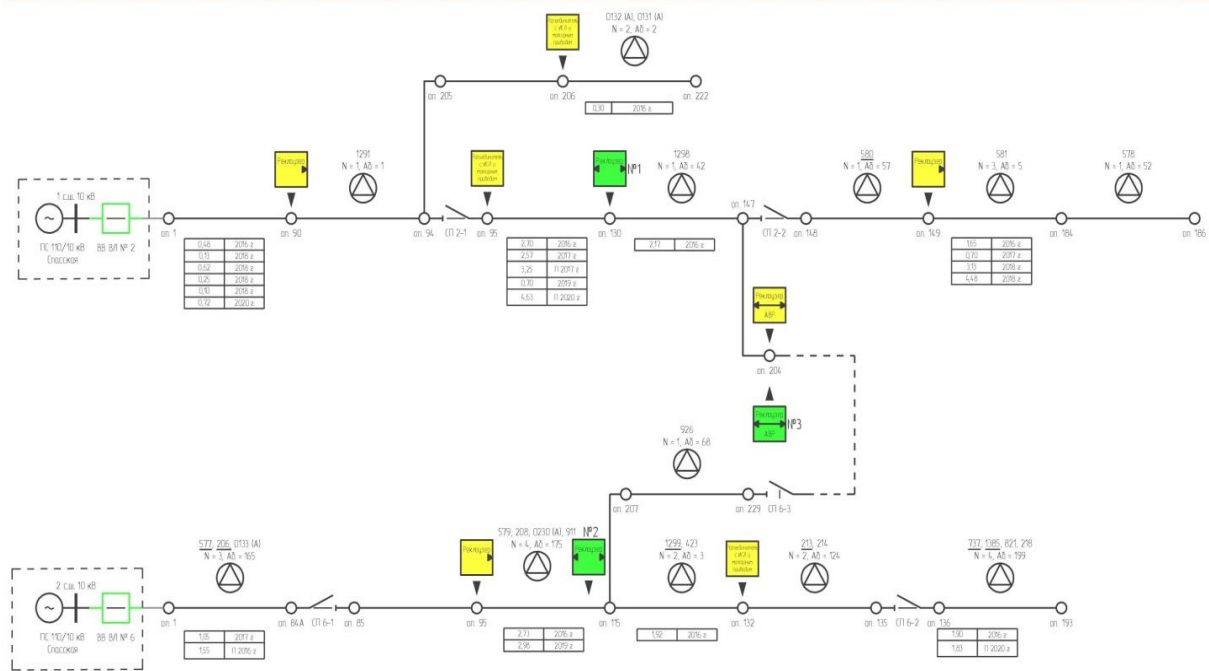 0132 (А), 0131 (А)
N = 2, Аб = 2
оп. 205
оп. 206
оп. 222
0,30 2016 г
Реклоузер
1291
N = 1, Аб = 1
Реклоузер
№1
1298
N = 1, Аб = 42
580
N = 1, Аб = 57
Реклоузер
581
N = 3, Аб = 5
578
N = 1, Аб = 52
1 с.ш. 10 кВ
ПС 110/10 кВ
Спасская
ВВ ВЛ № 2
оп. 1
оп. 90
оп. 94
СП 2-1
оп. 95
оп. 130
оп. 147
СП 2-2
оп. 148
оп. 149
оп. 184
оп. 186
0,48 2016 г
0,13 2018 г
0,62 2018 г
0,25 2018 г
0,10 2018 г
0,72 2020 г
2,70 2016 г
2,57 2017 г
3,25 П 2017 г
0,70 2019 г
4,63 П 2020 г
2,17 2016 г
1,65 2016 г
0,70 2017 г
3,13 2018 г
4,48 2018 г
Реклоузер
АВР
оп. 204
Реклоузер
АВР
№3
926
N = 1, Аб = 68
оп. 207
оп. 229
СП 6-3
577, 206, 0133 (А)
N = 3, Аб = 165
Реклоузер
579, 208, 0230 (А), 911
N = 4, Аб = 175
№2
Реклоузер
1299, 423
N = 2, Аб = 3
213, 214
N = 2, Аб = 124
737, 1385, 821, 218
N = 4, Аб = 199
2 с.ш. 10 кВ
ПС 110/10 кВ
Спасская
ВВ ВЛ № 6
оп. 1
оп. 84А
СП 6-1
оп. 85
оп. 95
оп. 115
оп. 132
оп. 135
СП 6-2
оп. 136
оп. 193
1,05 2017 г
1,55 П 2016 г
2,73 2016 г
2,98 2019 г
1,92 2016 г
1,90 2016 г
1,83 П 2020 г